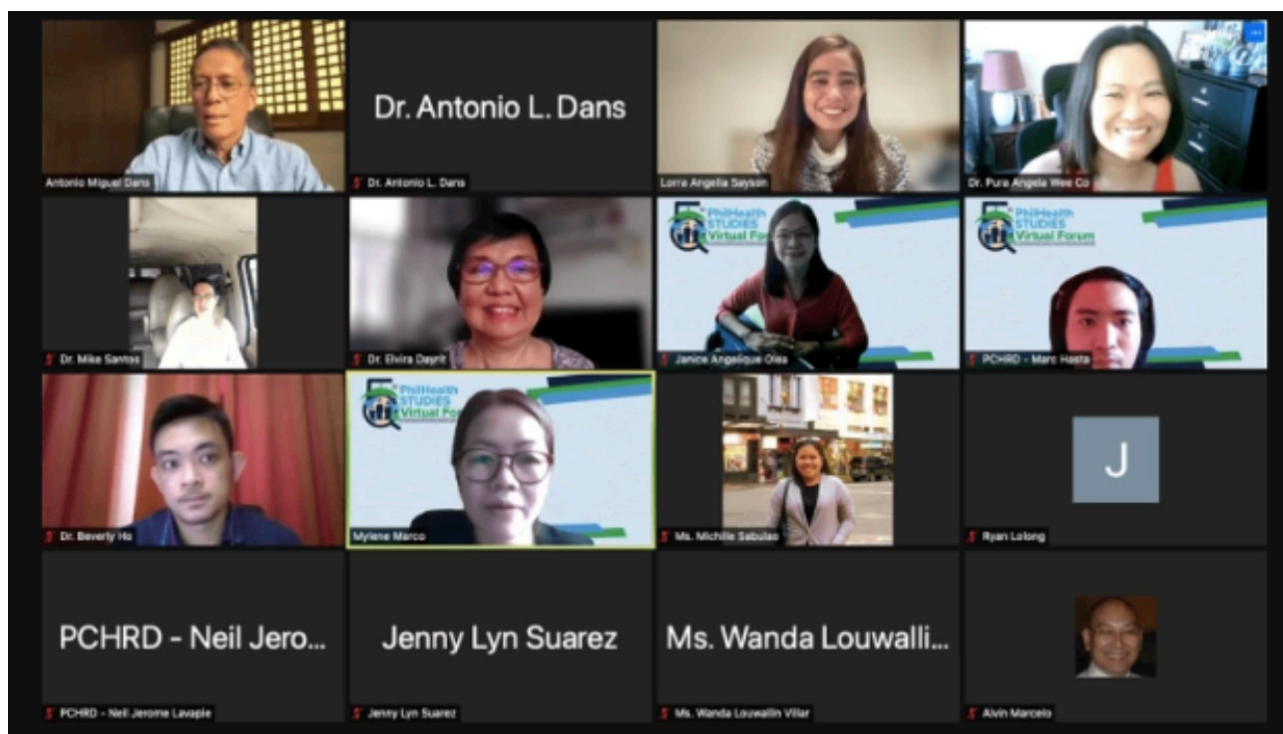 Antonio Miguel Dans
Dr. Antonio L. Dans
Dr. Antonio L. Dans
Lorra Angelia Sayson
Dr. Pura Angela Wee Co
Dr. Mike Santos
Dr. Elvira Dayrit
PhilHealth
STUDIES
Virtual For
Janice Angelique Olea
PhilHealth
STUDIES
Virtual Forum
PCHRD - Marc Hasta
Dr. Beverly Ho
PhilHealth
STUDIES
Virtual For
Mylene Marco
Ms. Michille Sabulao
J
Ryan Lolong
PCHRD - Neil Jero...
PCHRD - Neil Jerome Lavapie
Jenny Lyn Suarez
Jenny Lyn Suarez
Ms. Wanda Louwalli...
Ms. Wanda Louwallin Villar
Alvin Marcelo